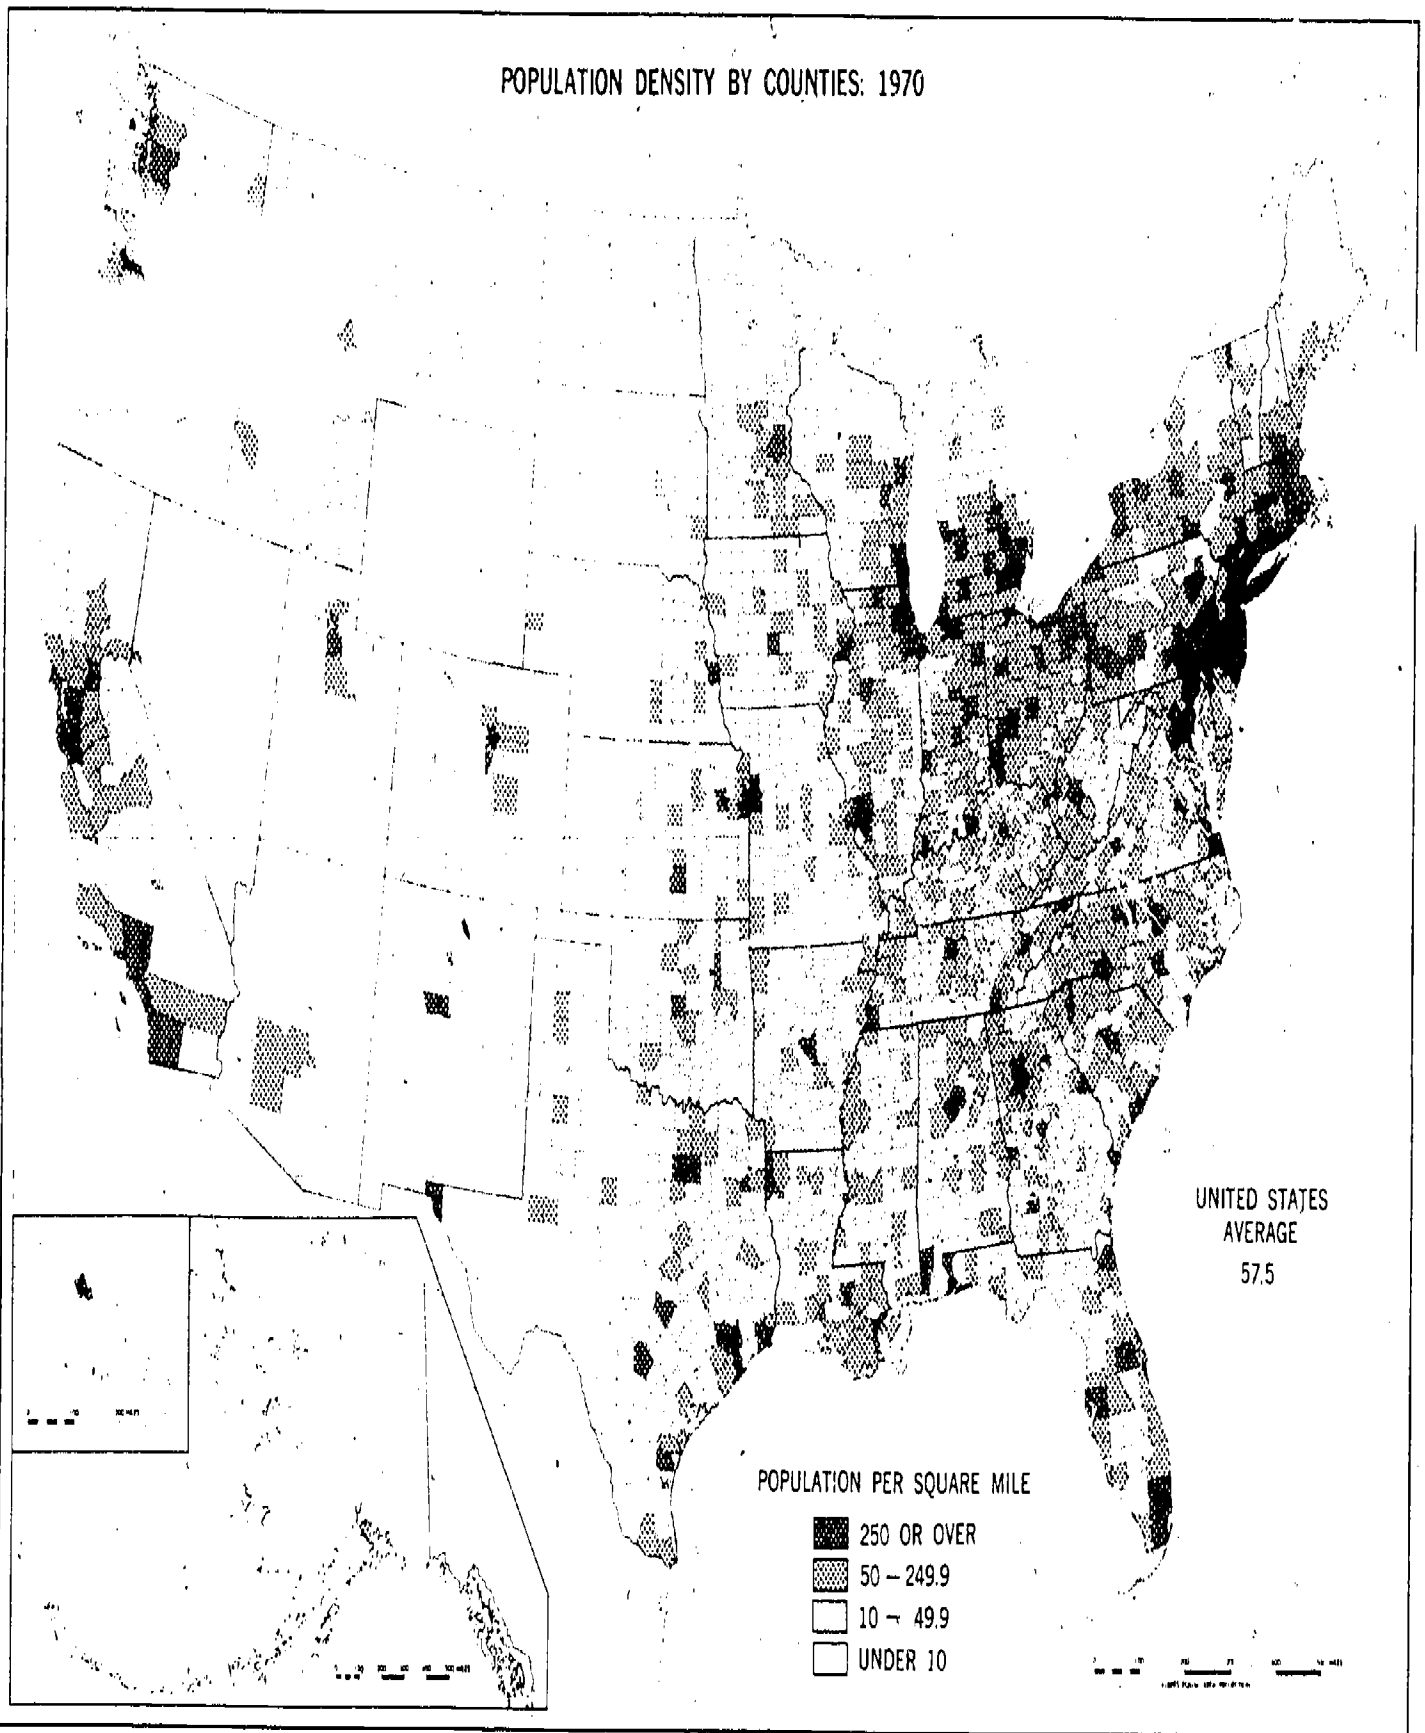 POPULATION DENSITY BY COUNTIES: 1970
UNITED STATES
AVERAGE
57.5
POPULATION PER SQUARE MILE
250 OR OVER
50 – 249.9
10 – 49.9
UNDER 10